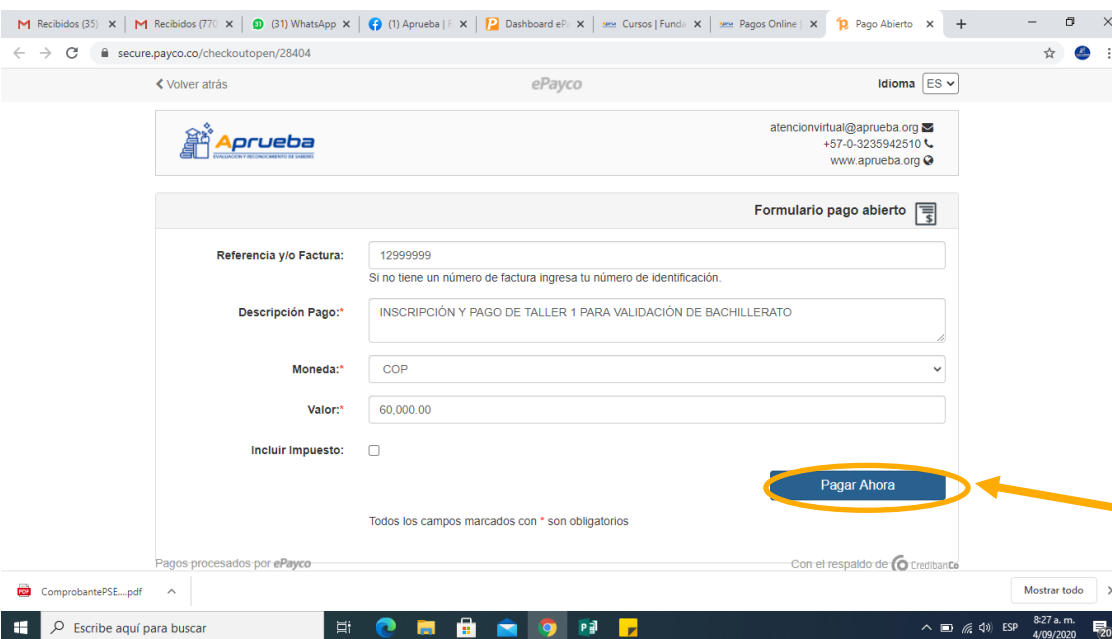 Recibidos (35)
Recibidos (770
(31) WhatsApp
(1) Aprueba | F
Dashboard ePa
Cursos | Funda
Pagos Online |
Pago Abierto
secure.payco.co/checkoutopen/28404
Volver atrás
ePayco
Idioma ES
Aprueba
EVALUACIÓN Y RECONOCIMIENTO DE SABERES
atencionvirtual@aprueba.org
+57-0-3235942510
www.aprueba.org
Formulario pago abierto
Referencia y/o Factura:
12999999
Si no tiene un número de factura ingresa tu número de identificación.
Descripción Pago:*
INSCRIPCIÓN Y PAGO DE TALLER 1 PARA VALIDACIÓN DE BACHILLERATO
Moneda:*
COP
Valor:*
60,000.00
Incluir Impuesto:
Pagar Ahora
Todos los campos marcados con * son obligatorios
Pagos procesados por ePayco
Con el respaldo de CredibanCo
ComprobantePSE....pdf
Mostrar todo
Escribe aquí para buscar
ESP
8:27 a. m.
4/09/2020